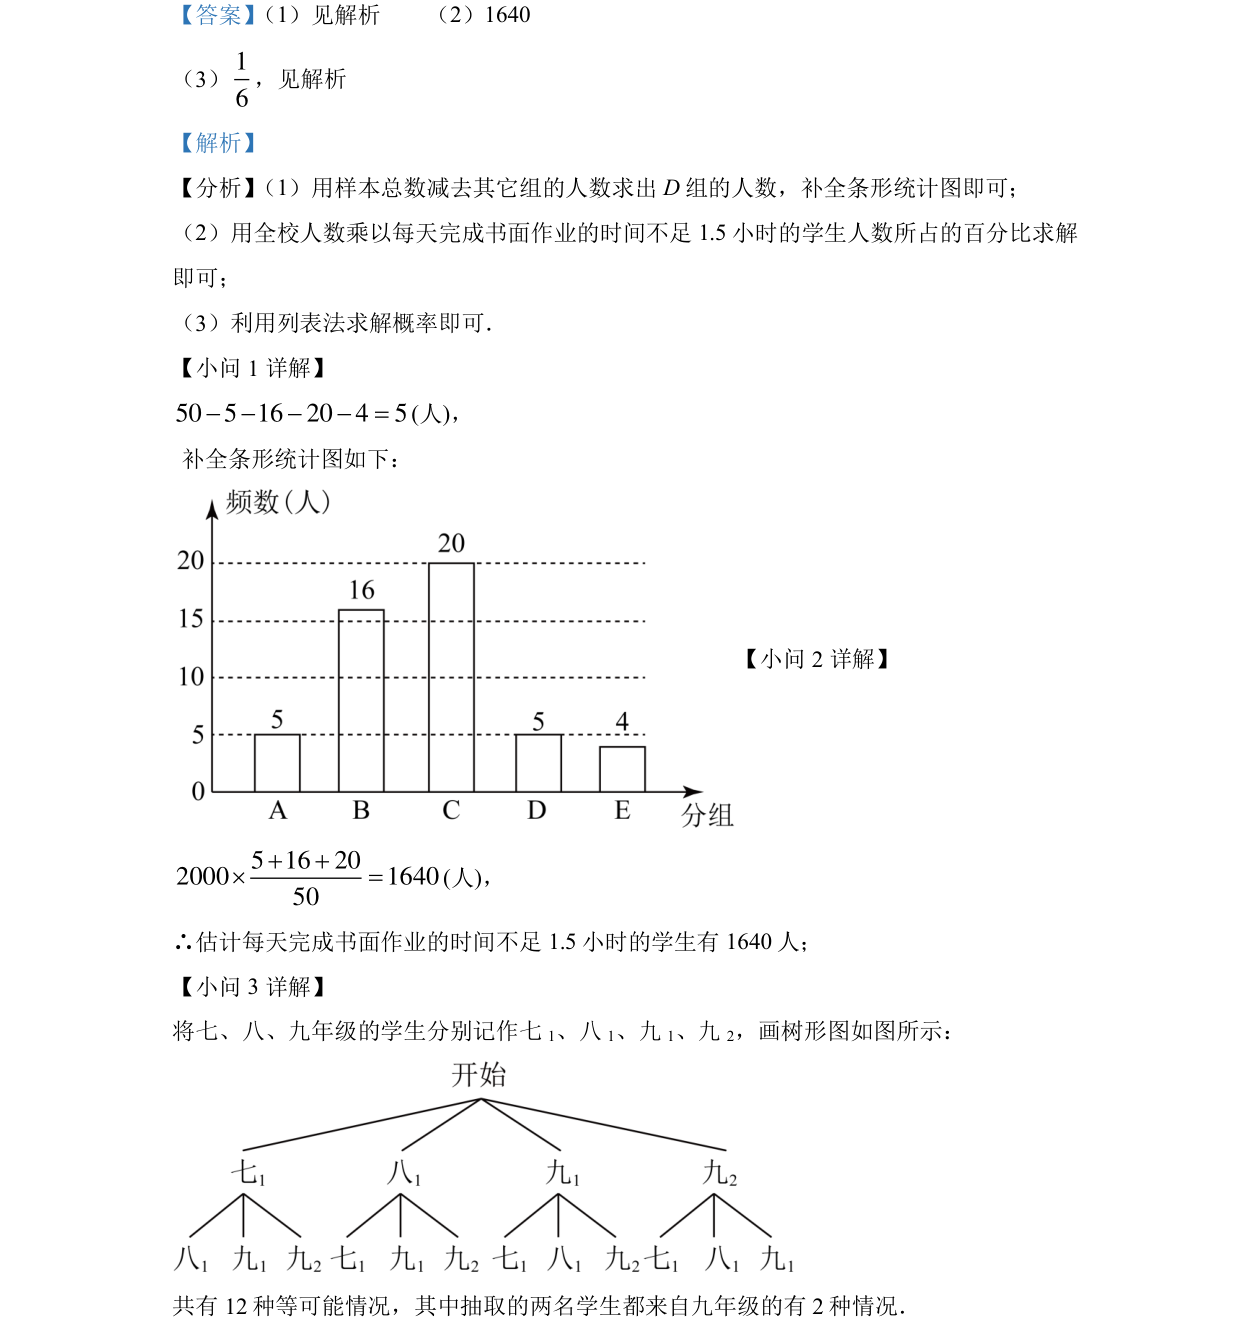 【答案】（1）见解析 （2）1640
（3）1/6，见解析
【解析】
【分析】（1）用样本总数减去其它组的人数求出 D 组的人数，补全条形统计图即可；
（2）用全校人数乘以每天完成书面作业的时间不足 1.5 小时的学生人数所占的百分比求解
即可；
（3）利用列表法求解概率即可．
【小问 1 详解】
50－5－16－20－4＝5(人)，
补全条形统计图如下：
频数(人)
20
20
16
15
【小问 2 详解】
10
5 5 4
5
0
A B C D E
分组
2000×(5+16+20)/50＝1640(人)，
∴估计每天完成书面作业的时间不足 1.5 小时的学生有 1640 人；
【小问 3 详解】
将七、八、九年级的学生分别记作七₁、八₁、九₁、九₂，画树形图如图所示：
开始
七₁ 八₁ 九₁ 九₂
八₁ 九₁ 九₂ 七₁ 九₁ 九₂ 七₁ 八₁ 九₂ 七₁ 八₁ 九₁
共有 12 种等可能情况，其中抽取的两名学生都来自九年级的有 2 种情况．